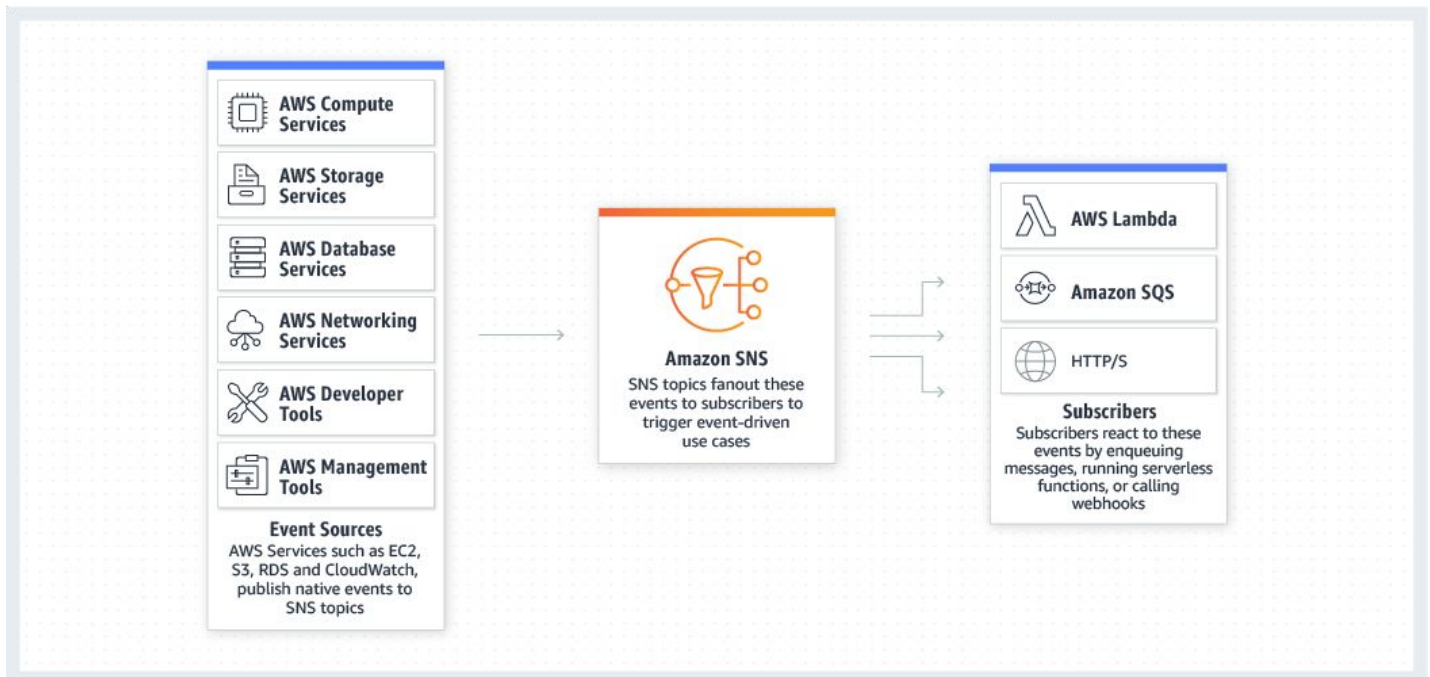 AWS Compute
Services
AWS Storage
Services
AWS Database
Services
AWS Networking
Services
AWS Developer
Tools
AWS Management
Tools
Event Sources
AWS Services such as EC2,
S3, RDS and CloudWatch,
publish native events to
SNS topics
Amazon SNS
SNS topics fanout these
events to subscribers to
trigger event-driven
use cases
AWS Lambda
Amazon SQS
HTTP/S
Subscribers
Subscribers react to these
events by enqueuing
messages, running serverless
functions, or calling
webhooks